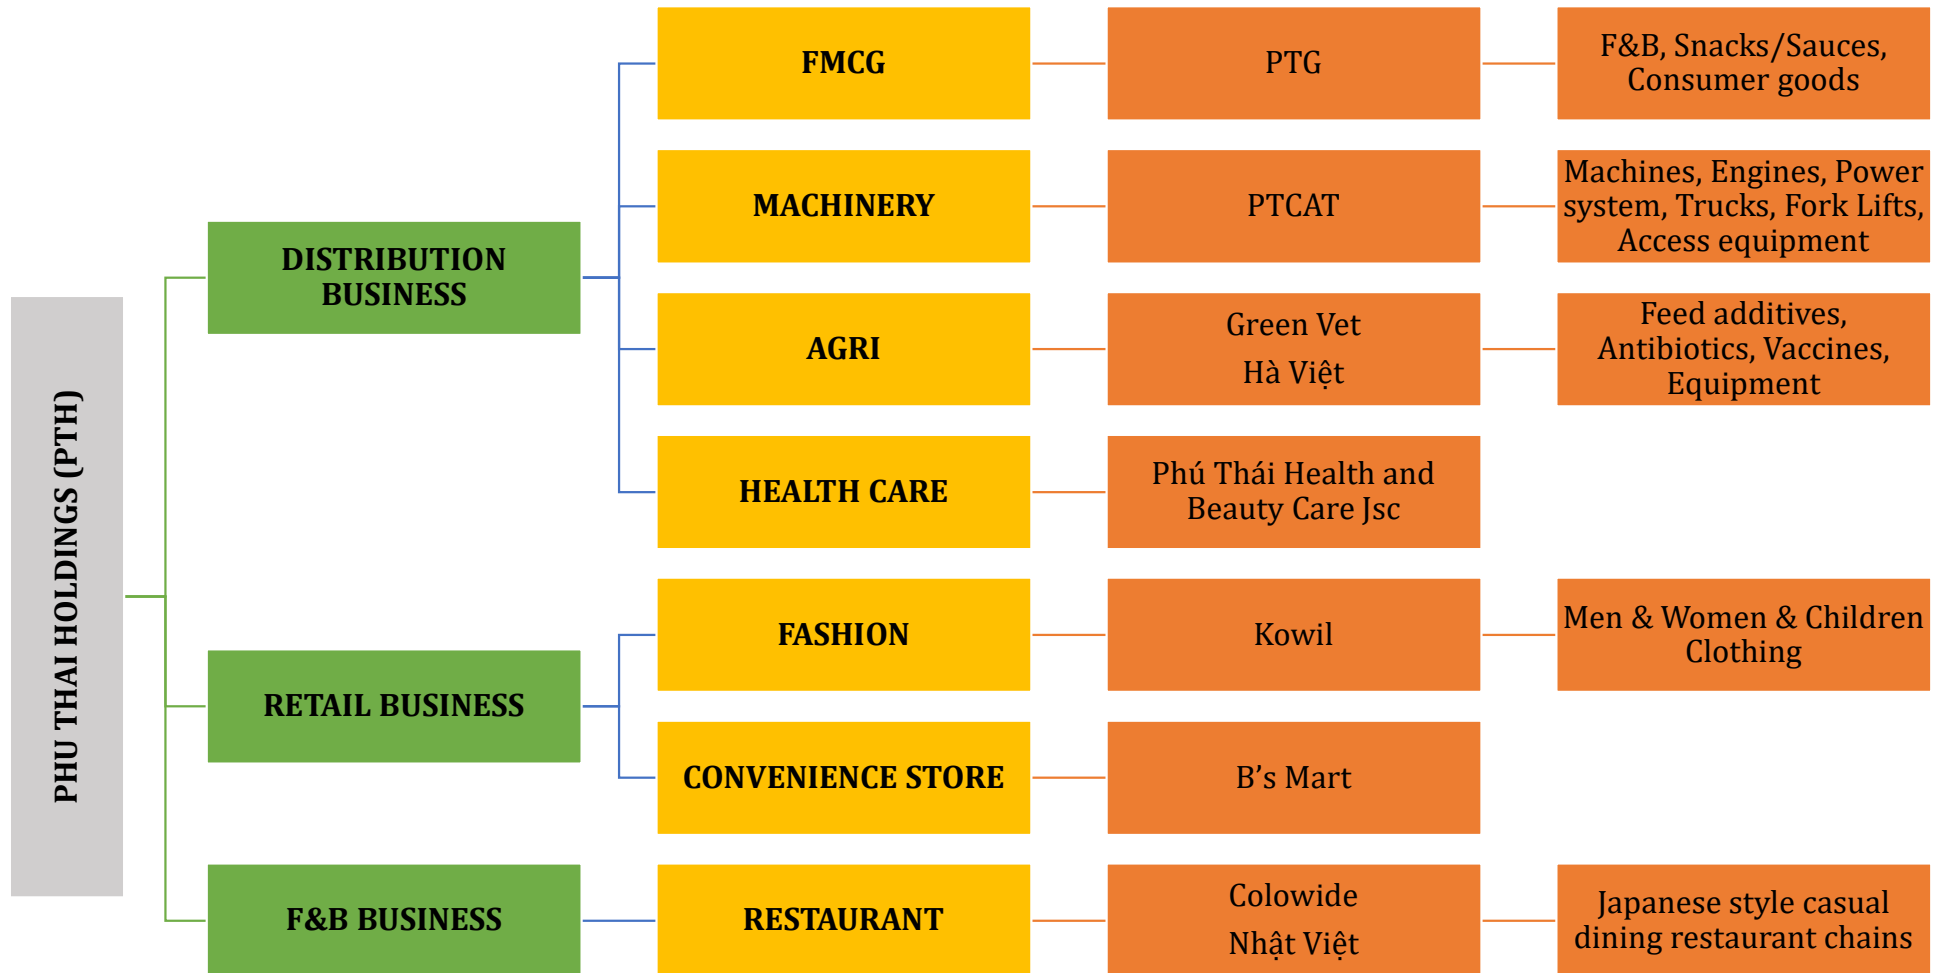 PHU THAI HOLDINGS (PTH)
DISTRIBUTION
BUSINESS
FMCG
PTG
F&B, Snacks/Sauces,
Consumer goods
MACHINERY
PTCAT
Machines, Engines, Power
system, Trucks, Fork Lifts,
Access equipment
AGRI
Green Vet
Hà Việt
Feed additives,
Antibiotics, Vaccines,
Equipment
HEALTH CARE
Phú Thái Health and
Beauty Care Jsc
RETAIL BUSINESS
FASHION
Kowil
Men & Women & Children
Clothing
CONVENIENCE STORE
B’s Mart
F&B BUSINESS
RESTAURANT
Colowide
Nhật Việt
Japanese style casual
dining restaurant chains